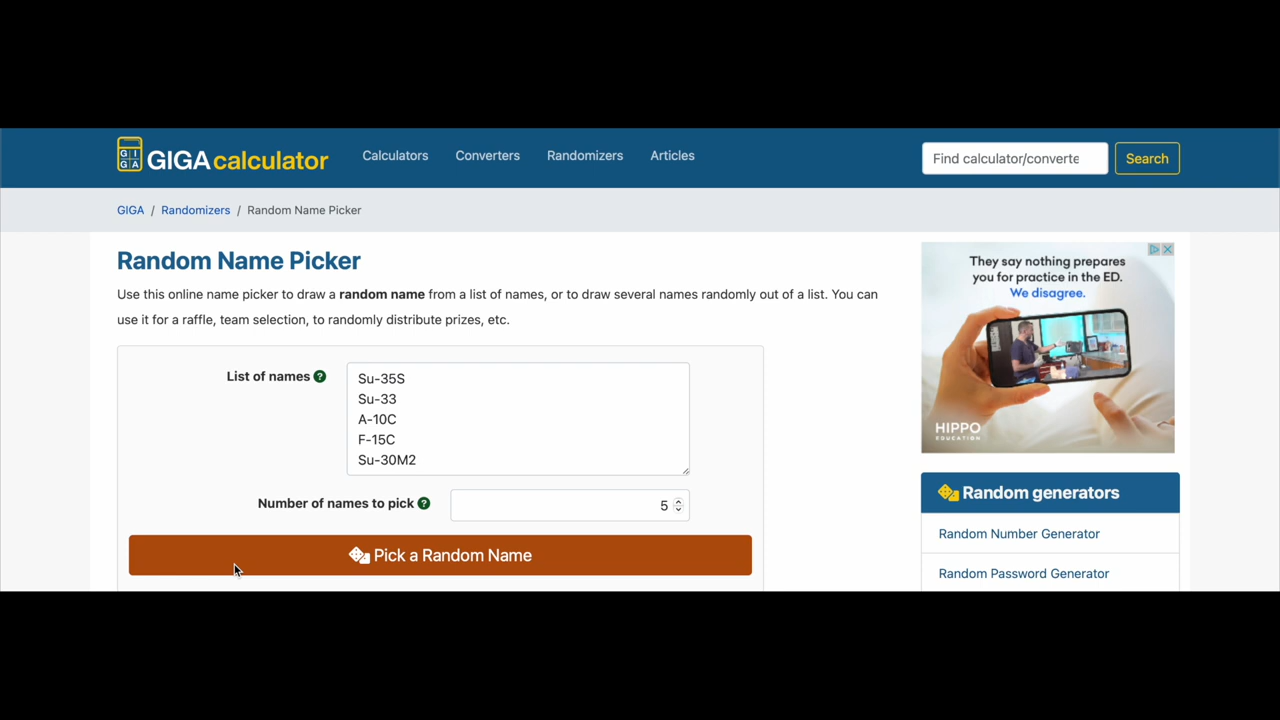 GI
GA
GIGA calculator
Calculators
Converters
Randomizers
Articles
Find calculator/converte
Search
GIGA / Randomizers / Random Name Picker
Random Name Picker
Use this online name picker to draw a random name from a list of names, or to draw several names randomly out of a list. You can
use it for a raffle, team selection, to randomly distribute prizes, etc.
List of names ?
Su-35S
Su-33
A-10C
F-15C
Su-30M2
Number of names to pick ?
5
Pick a Random Name
They say nothing prepares
you for practice in the ED.
We disagree.
HIPPO
EDUCATION
Random generators
Random Number Generator
Random Password Generator